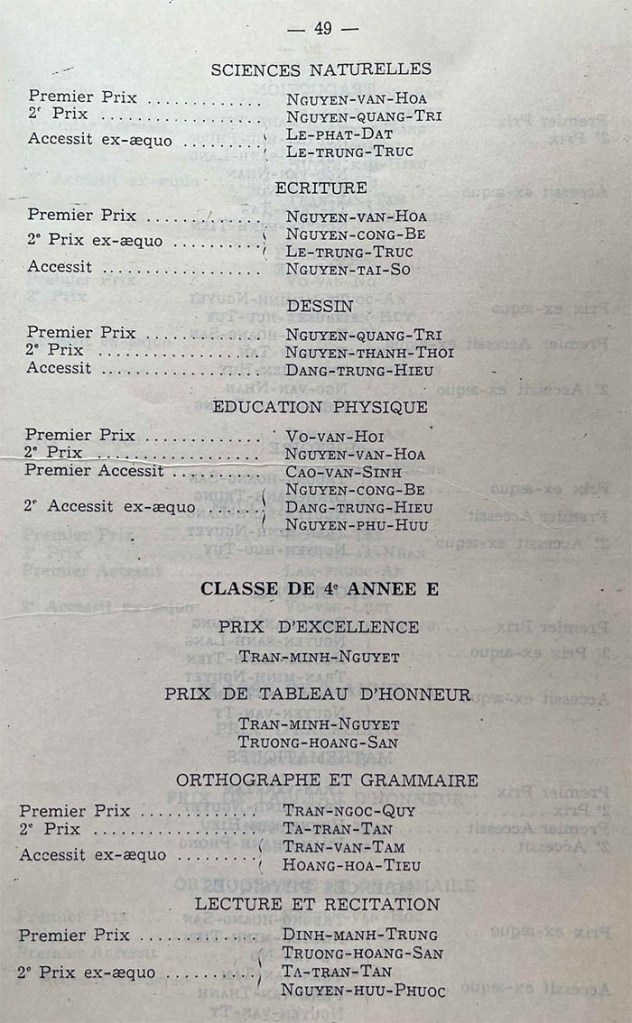 — 49 —
SCIENCES NATURELLES
Premier Prix .............. NGUYEN-VAN-HOA
2e Prix .............. NGUYEN-QUANG-TRI
Accessit ex-æquo ......... LE-PHAT-DAT
LE-TRUNG-TRUC
ECRITURE
Premier Prix .............. NGUYEN-VAN-HOA
2e Prix ex-æquo .......... NGUYEN-CONG-BE
LE-TRUNG-TRUC
Accessit ................. NGUYEN-TAI-SO
DESSIN
Premier Prix .............. NGUYEN-QUANG-TRI
2e Prix .................. NGUYEN-THANH-THOI
Accessit ................. DANG-TRUNG-HIEU
EDUCATION PHYSIQUE
Premier Prix ............. VO-VAN-HOI
2e Prix .................. NGUYEN-VAN-HOA
Premier Accessit .......... CAO-VAN-SINH
2e Accessit ex-æquo ...... NGUYEN-CONG-BE
DANG-TRUNG-HIEU
NGUYEN-PHU-HUU
CLASSE DE 4e ANNEE E
PRIX D'EXCELLENCE
TRAN-MINH-NGUYET
PRIX DE TABLEAU D'HONNEUR
TRAN-MINH-NGUYET
TRUONG-HOANG-SAN
ORTHOGRAPHE ET GRAMMAIRE
Premier Prix ............. TRAN-NGOC-QUY
2e Prix .................. TA-TRAN-TAN
Accessit ex-æquo ......... TRAN-VAN-TAM
HOANG-HOA-TIEU
LECTURE ET RECITATION
Premier Prix ............. DINH-MANH-TRUNG
2e Prix ex-æquo .......... TRUONG-HOANG-SAN
TA-TRAN-TAN
NGUYEN-HUU-PHUOC